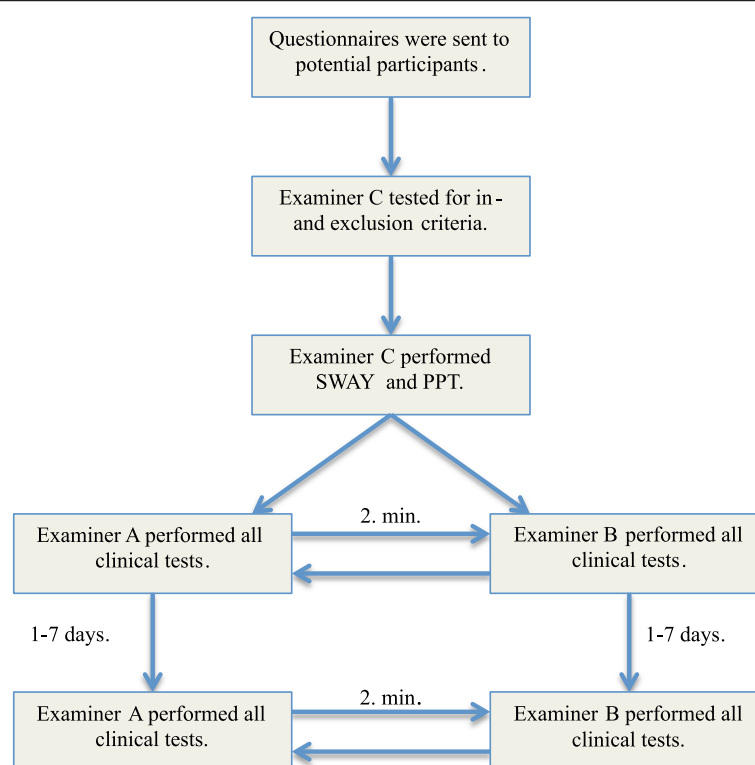 Questionnaires were sent to
potential participants.
Examiner C tested for in-
and exclusion criteria.
Examiner C performed
SWAY and PPT.
Examiner A performed all
clinical tests.
2. min.
Examiner B performed all
clinical tests.
1-7 days.
1-7 days.
Examiner A performed all
clinical tests.
2. min.
Examiner B performed all
clinical tests.